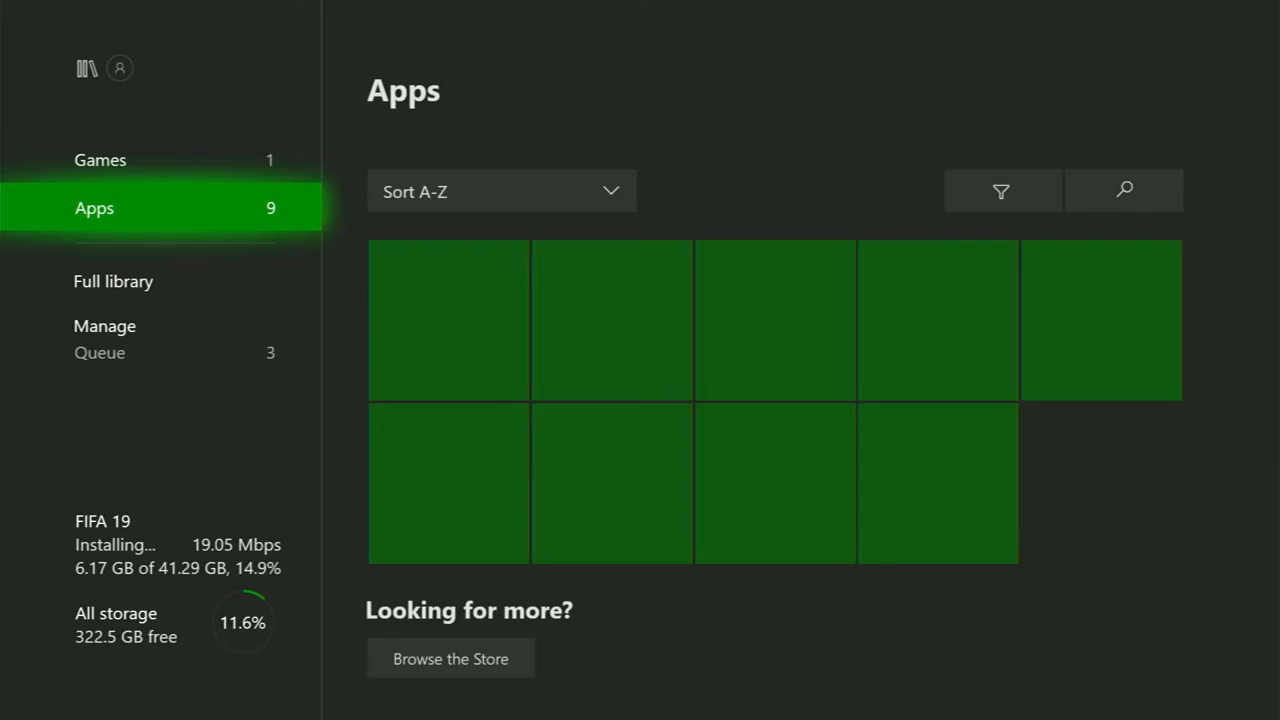 Games 1
Apps 9
Full library
Manage
Queue 3
FIFA 19
Installing... 19.05 Mbps
6.17 GB of 41.29 GB, 14.9%
All storage
322.5 GB free
11.6%
Apps
Sort A-Z
Looking for more?
Browse the Store